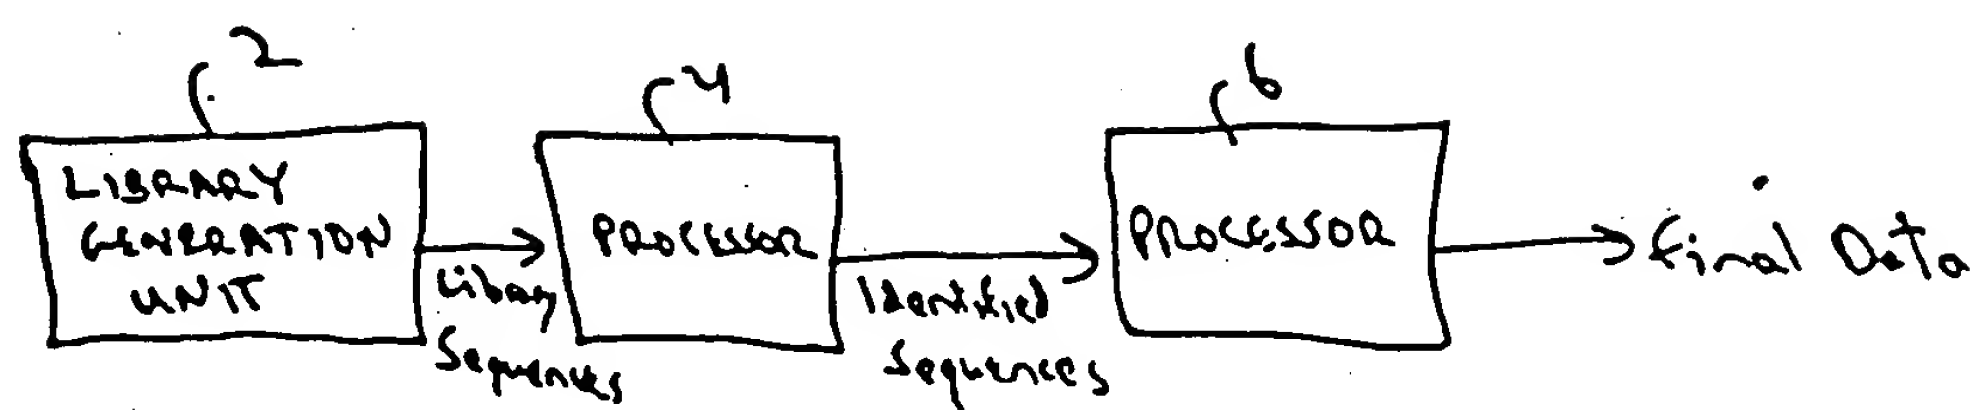 2
4
6
LIBRARY
GENERATION
UNIT
Library
Sequences
PROCESSOR
Identified
Sequences
PROCESSOR
Final Data